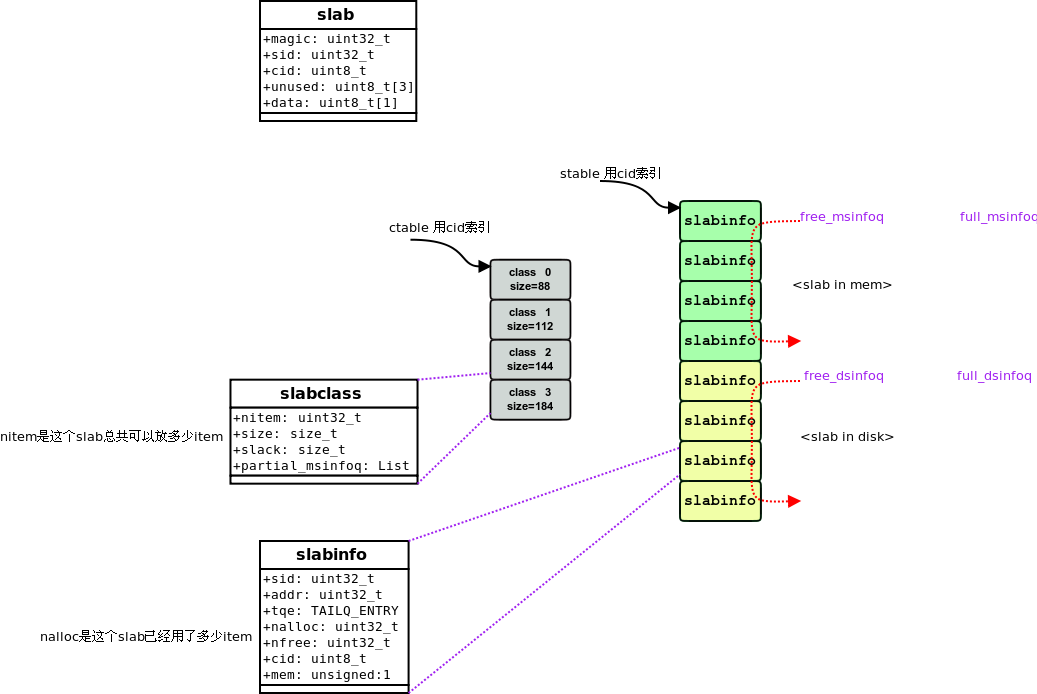 slab
+magic: uint32_t
+sid: uint32_t
+cid: uint8_t
+unused: uint8_t[3]
+data: uint8_t[1]
stable 用cid索引
ctable 用cid索引
slabinfo
slabinfo
slabinfo
slabinfo
slabinfo
slabinfo
slabinfo
slabinfo
free_msinfoq
full_msinfoq
<slab in mem>
free_dsinfoq
full_dsinfoq
<slab in disk>
class 0
size=88
class 1
size=112
class 2
size=144
class 3
size=184
slabclass
+nitem: uint32_t
+size: size_t
+slack: size_t
+partial_msinfoq: List
nitem是这个slab总共可以放多少item
slabinfo
+sid: uint32_t
+addr: uint32_t
+tqe: TAILQ_ENTRY
+nalloc: uint32_t
+nfree: uint32_t
+cid: uint8_t
+mem: unsigned:1
nalloc是这个slab已经用了多少item